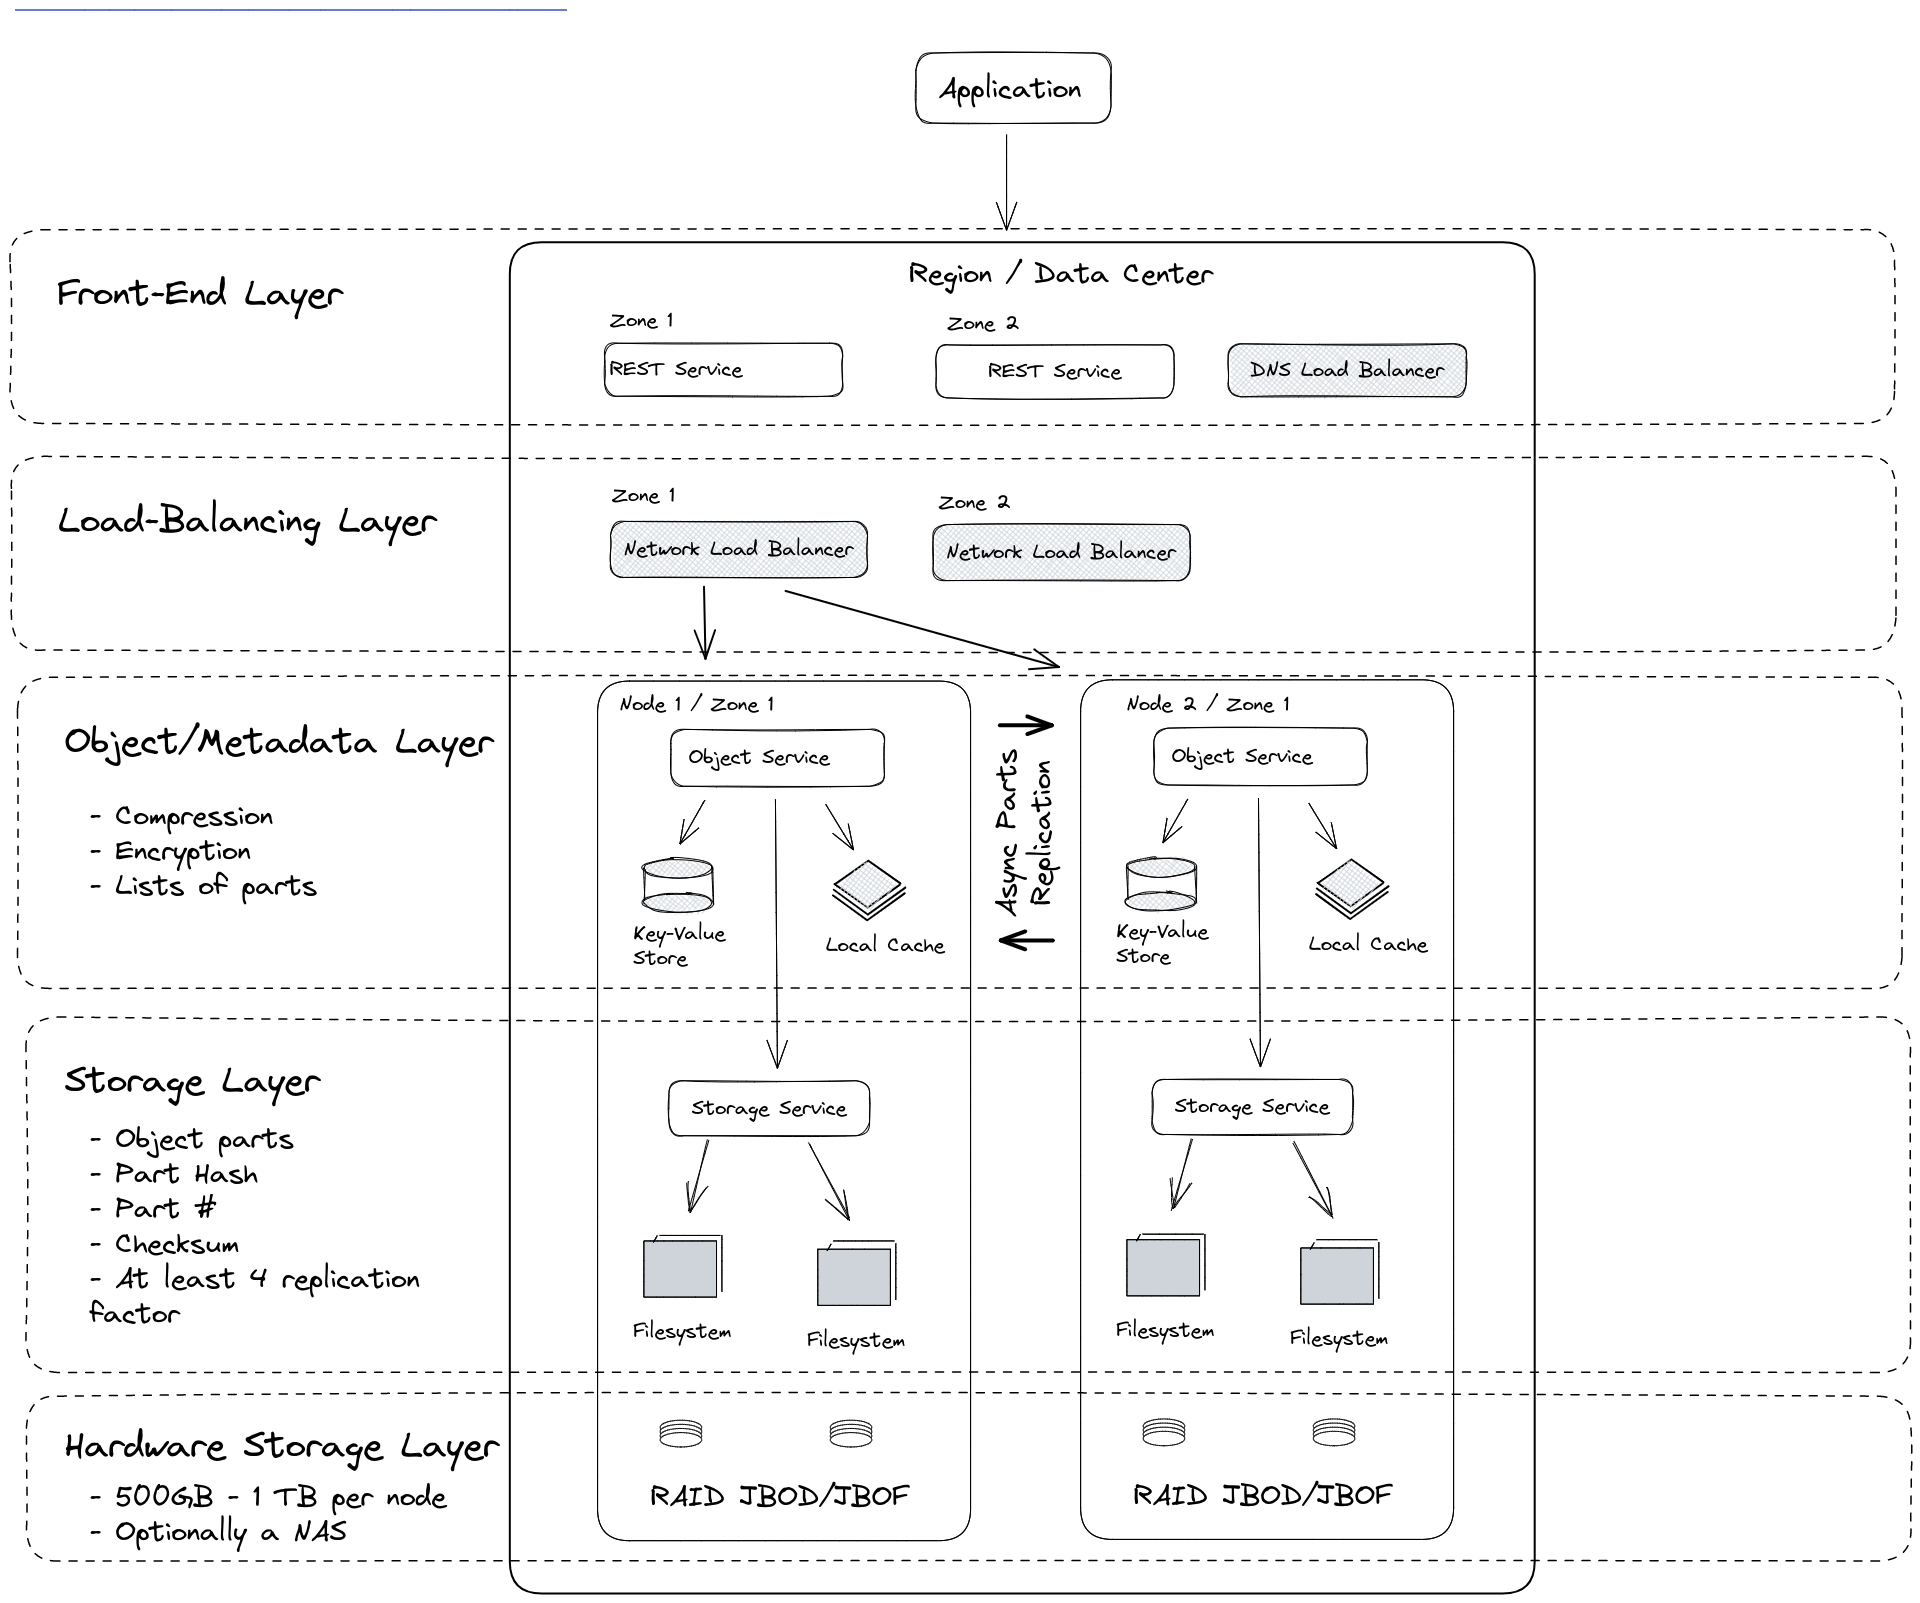 Application
Region / Data Center
Front-End Layer
Zone 1
Zone 2
REST Service
REST Service
DNS Load Balancer
Load-Balancing Layer
Zone 1
Zone 2
Network Load Balancer
Network Load Balancer
Object/Metadata Layer
- Compression
- Encryption
- Lists of parts
Node 1 / Zone 1
Object Service
Key-Value
Store
Local Cache
Async Parts
Replication
Node 2 / Zone 1
Object Service
Key-Value
Store
Local Cache
Storage Layer
- Object parts
- Part Hash
- Part #
- Checksum
- At least 4 replication
factor
Storage Service
Filesystem
Filesystem
Storage Service
Filesystem
Filesystem
Hardware Storage Layer
- 500GB - 1 TB per node
- Optionally a NAS
RAID JBOD/JBOF
RAID JBOD/JBOF